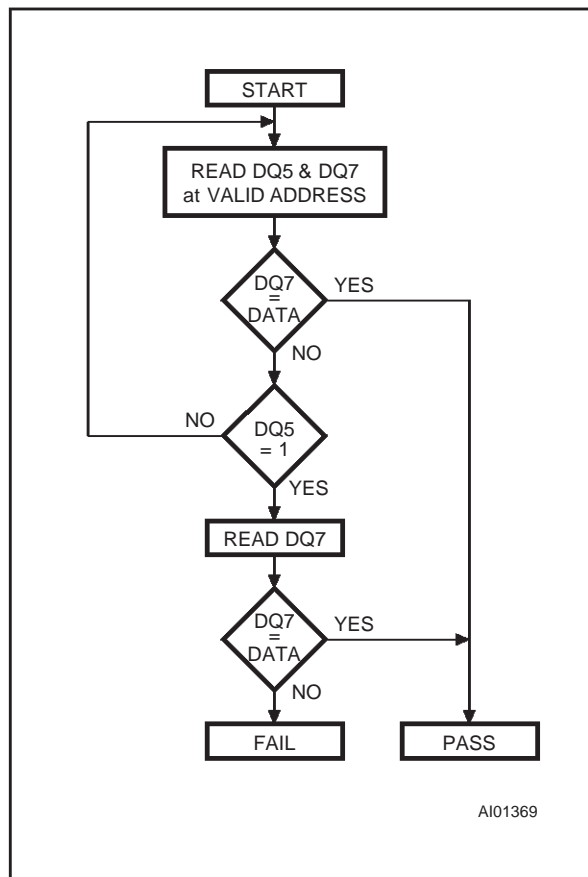 START
READ DQ5 & DQ7
at VALID ADDRESS
DQ7
=
DATA
YES
NO
DQ5
= 1
NO
YES
READ DQ7
DQ7
=
DATA
YES
NO
FAIL
PASS
AI01369